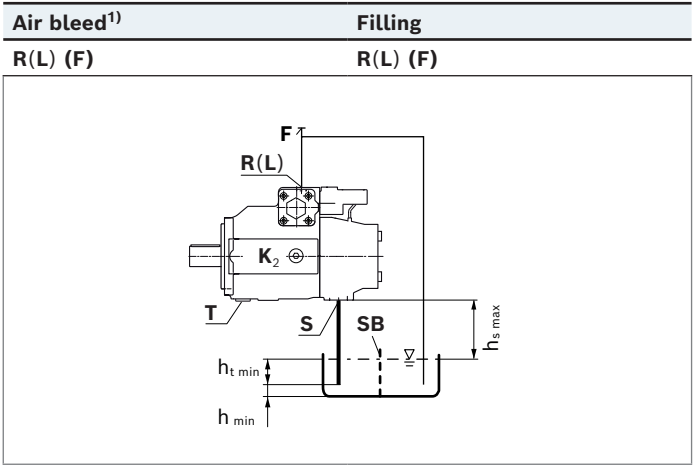 Air bleed¹⁾ Filling
R(L) (F) R(L) (F)
F
R(L)
K₂
T
S SB
hs max
ht min
h min